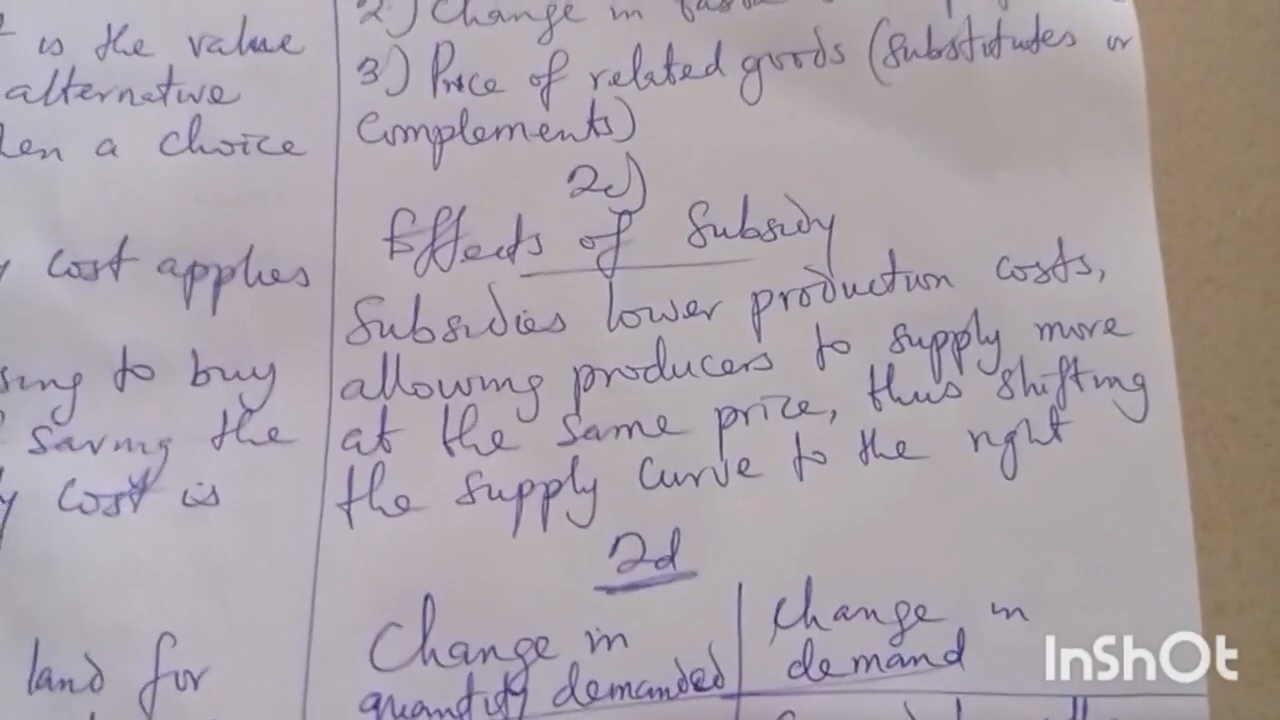 is the value
alternative
a choice
cost applies
to buy
saving the
cost is
land for
2.) Change in
3) Price of related goods (Substitutes or
Complements)
2c)
Effects of Subsidy
Subsidies lower production costs,
allowing producers to supply more
at the same price, thus shifting
the supply curve to the right
2d
Change in
quantity demanded
change in
demand
InShOt